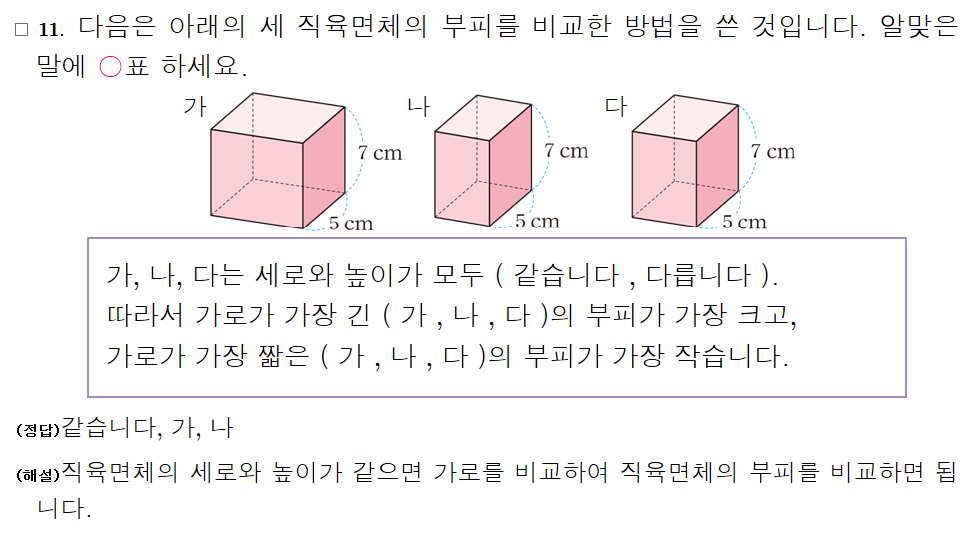 □ 11. 다음은 아래의 세 직육면체의 부피를 비교한 방법을 쓴 것입니다. 알맞은
말에 ○표 하세요.
가 나 다
7 cm 7 cm 7 cm
5 cm 5 cm 5 cm
가, 나, 다는 세로와 높이가 모두 ( 같습니다 , 다릅니다 ).
따라서 가로가 가장 긴 ( 가 , 나 , 다 )의 부피가 가장 크고,
가로가 가장 짧은 ( 가 , 나 , 다 )의 부피가 가장 작습니다.
(정답)같습니다, 가, 나
(해설)직육면체의 세로와 높이가 같으면 가로를 비교하여 직육면체의 부피를 비교하면 됩
니다.